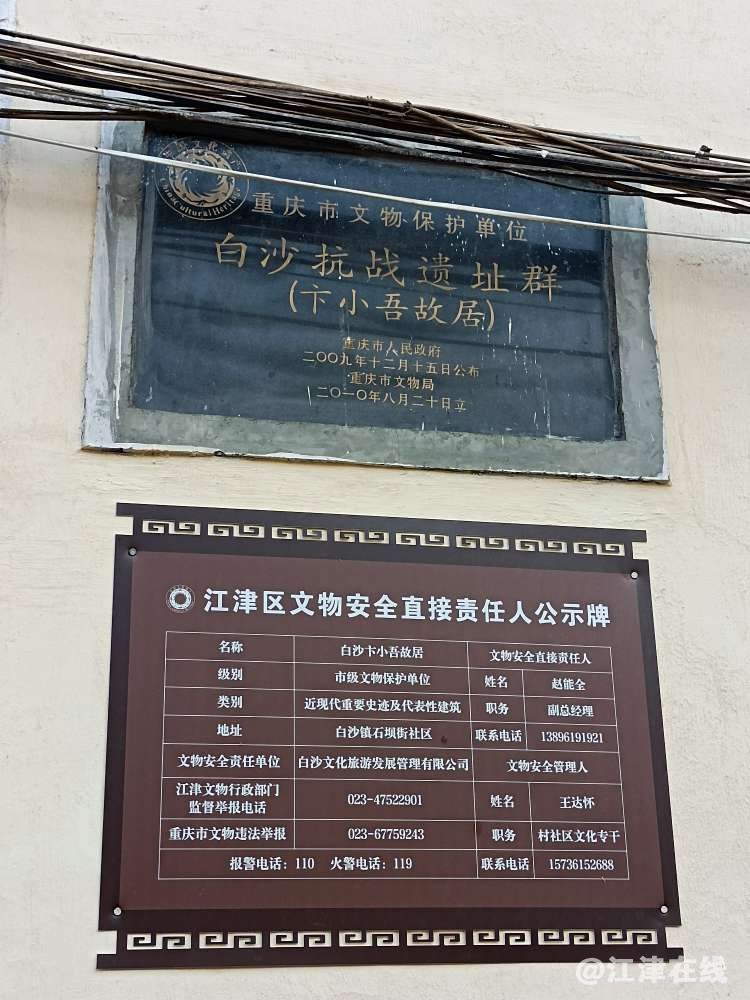 China Cultural Heritage
重庆市文物保护单位
白沙抗战遗址群
(卞小吾故居)
重庆市人民政府
二〇〇九年十二月十五日公布
重庆市文物局
二〇一〇年八月二十日立
江津区文物安全直接责任人公示牌
名称 白沙卞小吾故居 文物安全直接责任人
级别 市级文物保护单位 姓名 赵能全
类别 近现代重要史迹及代表性建筑 职务 副总经理
地址 白沙镇石坝街社区 联系电话 13896191921
文物安全责任单位 白沙文化旅游发展管理有限公司 文物安全管理人
江津文物行政部门
监督举报电话 023-47522901 姓名 王达怀
重庆市文物违法举报 023-67759243 职务 村社区文化专干
报警电话：110 火警电话：119 联系电话 15736152688
@江津在线